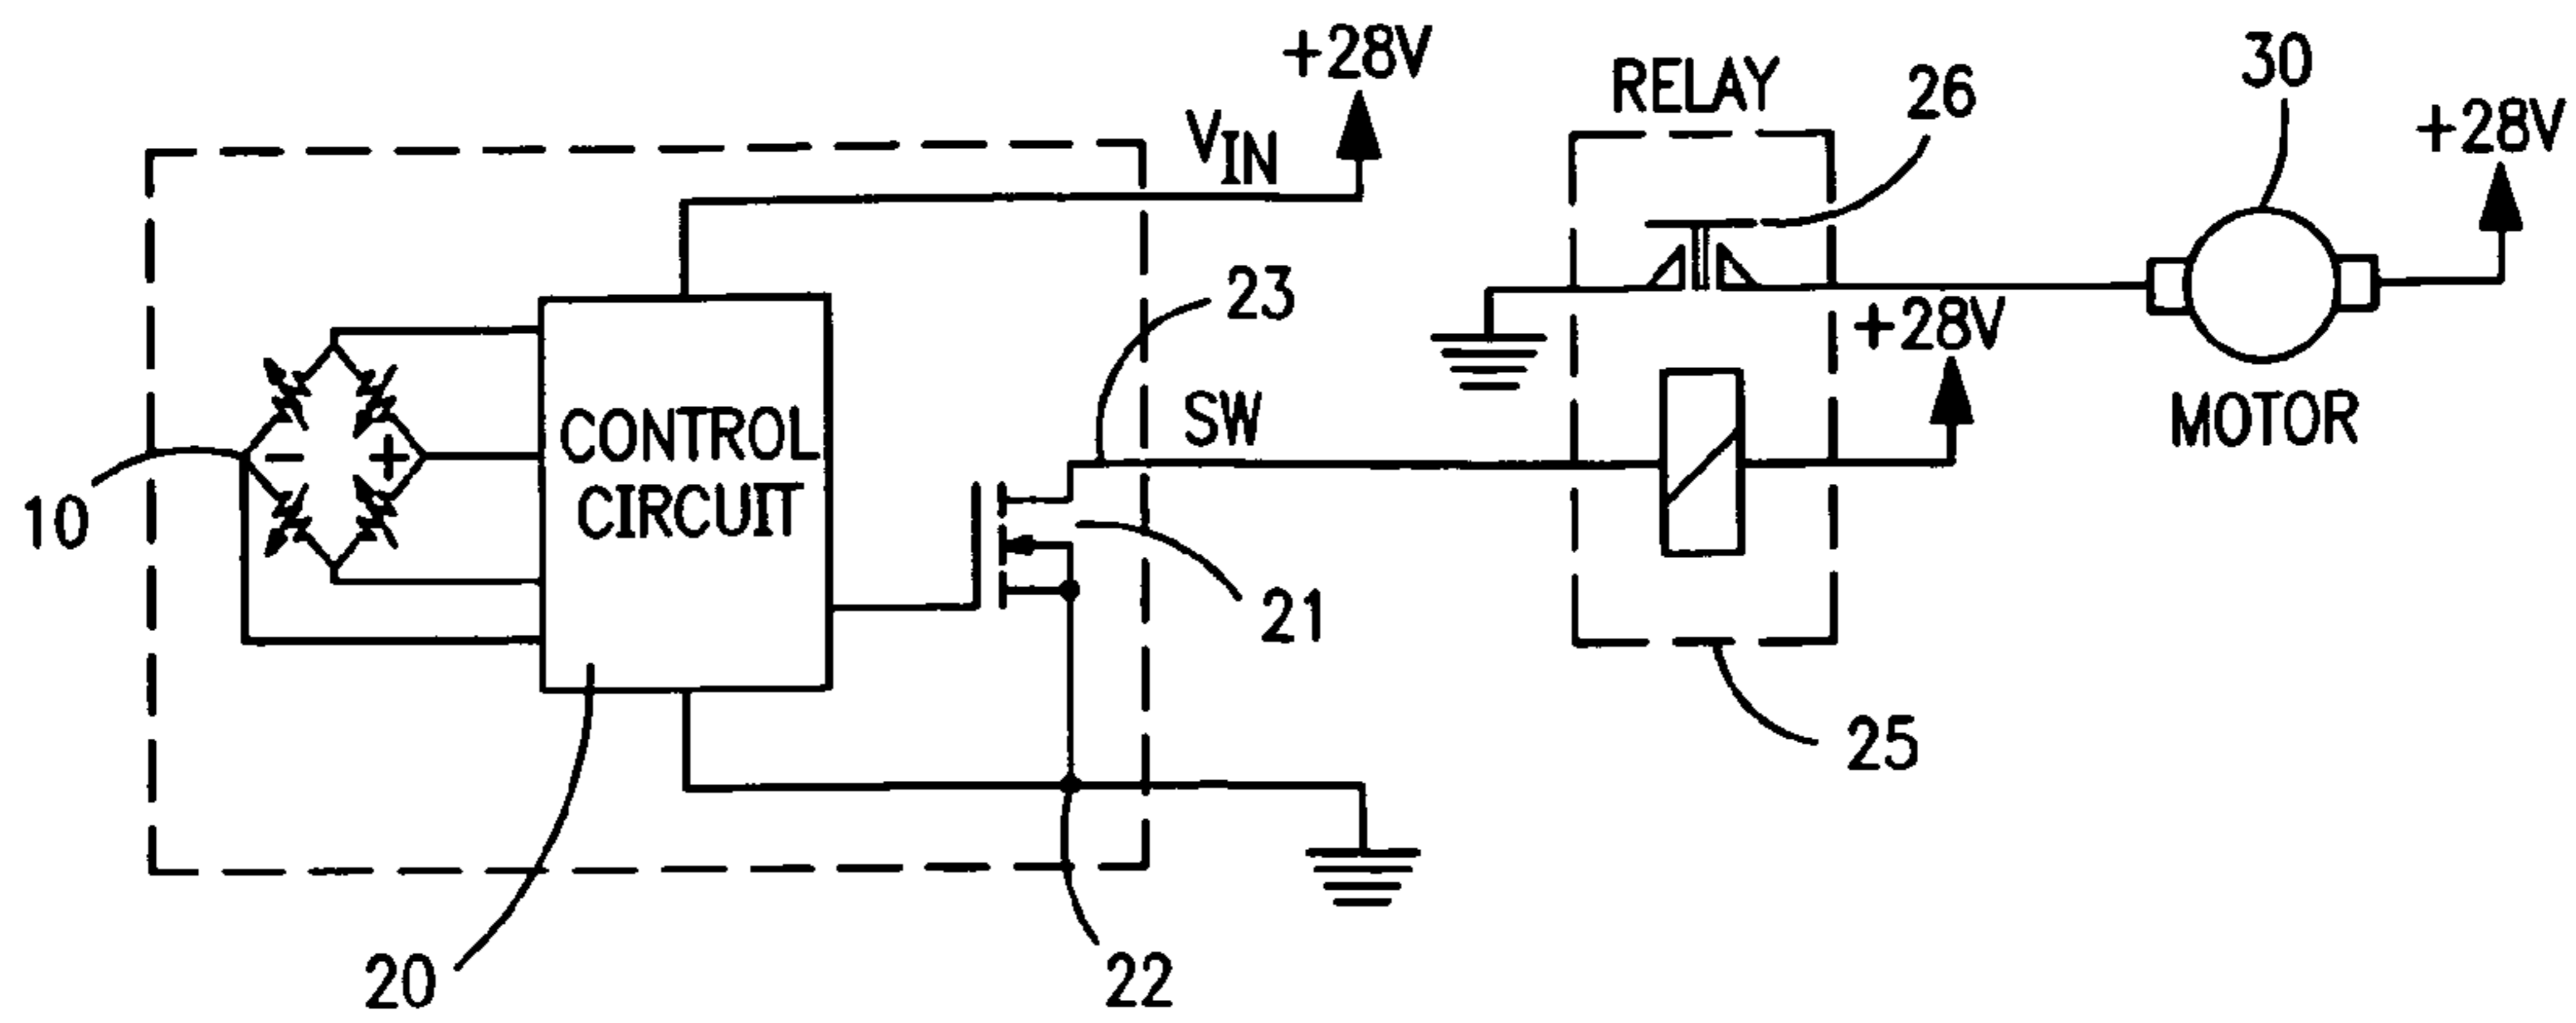 +28V
RELAY
26
30
+28V
VIN
23
+28V
SW
MOTOR
CONTROL
CIRCUIT
-
+
10
21
25
20
22